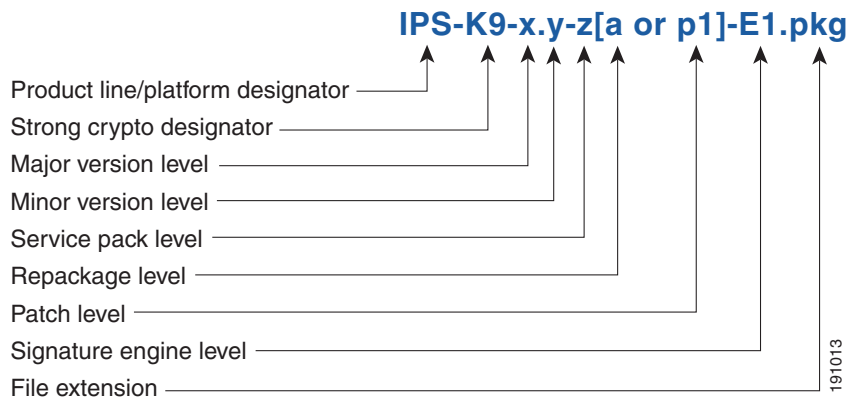 IPS-K9-x.y-z[a or p1]-E1.pkg
Product line/platform designator
Strong crypto designator
Major version level
Minor version level
Service pack level
Repackage level
Patch level
Signature engine level
File extension
191013